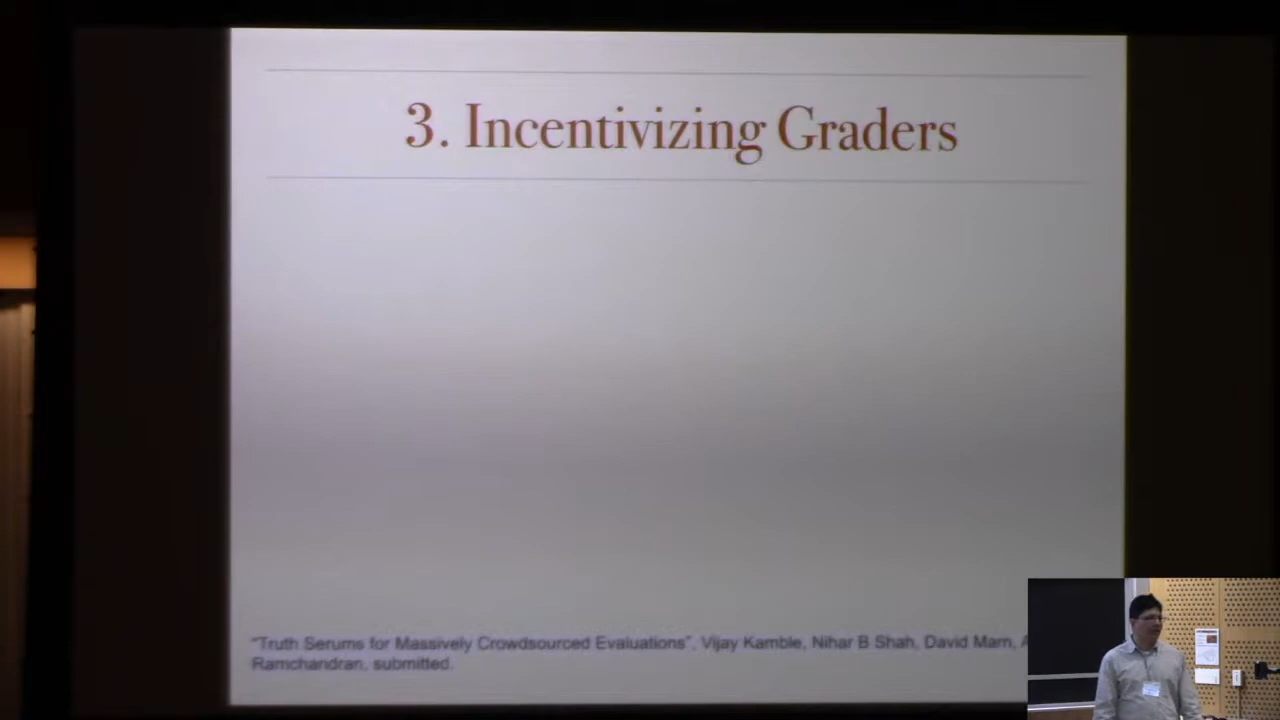 3. Incentivizing Graders
"Truth Serums for Massively Crowdsourced Evaluations", Vijay Kamble, Nihar B Shah, David Marn, A
Ramchandran, submitted.